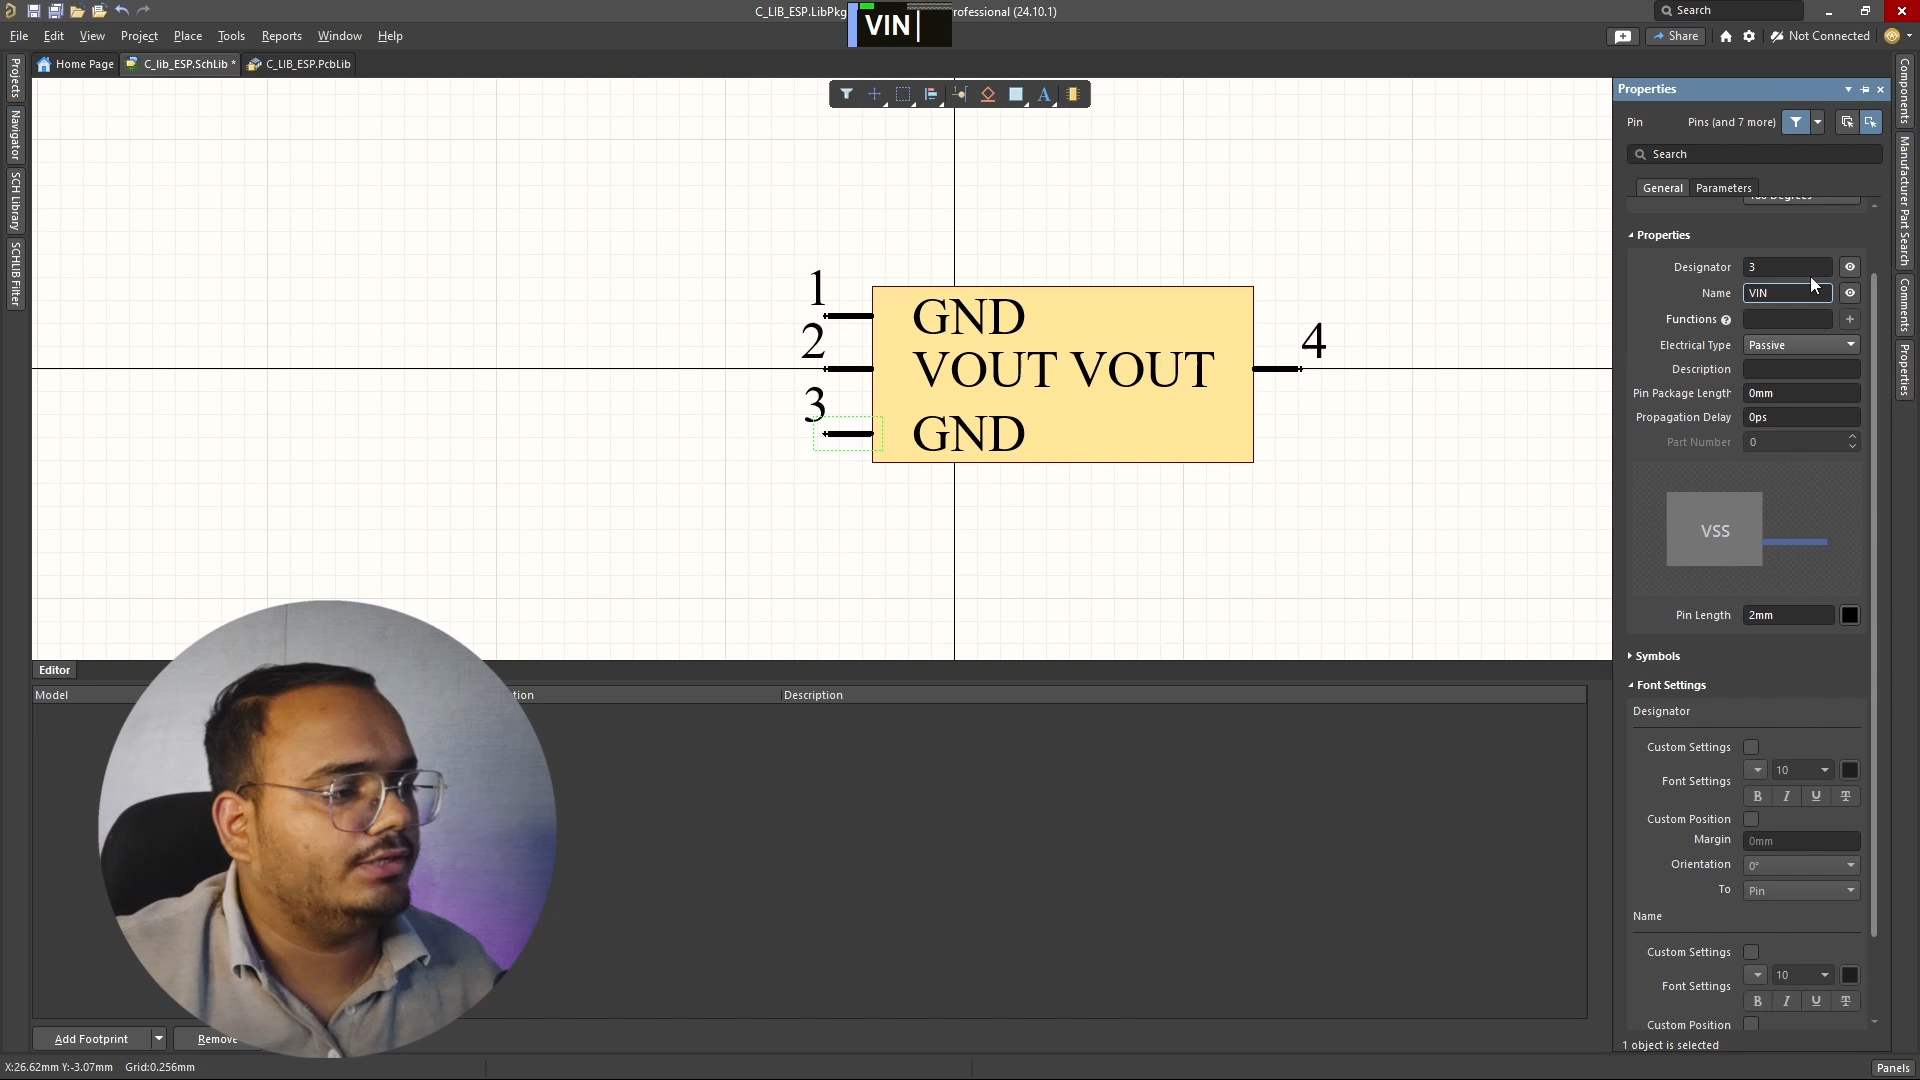 C_LIB_ESP.LibPkg
VIN
rofessional (24.10.1)
Search
File Edit View Project Place Tools Reports Window Help
Share
Not Connected
Home Page
C_lib_ESP.SchLib *
C_LIB_ESP.PcbLib
Projects
Navigator
SCH Library
SCHLIB Filter
A
1
2
3
4
GND
VOUT VOUT
GND
Properties
Pin
Pins (and 7 more)
Search
General
Parameters
Properties
Designator 3
Name VIN
Functions
Electrical Type Passive
Description
Pin Package Length 0mm
Propagation Delay 0ps
Part Number 0
VSS
Pin Length 2mm
Symbols
Font Settings
Designator
Custom Settings
Font Settings 10
B I U T
Custom Position
Margin 0mm
Orientation 0°
To Pin
Name
Custom Settings
Font Settings 10
B I U T
Custom Position
1 object is selected
Components
Manufacturer Part Search
Comments
Properties
Editor
Model
tion
Description
Add Footprint
Remove
X:26.62mm Y:-3.07mm Grid:0.256mm
Panels